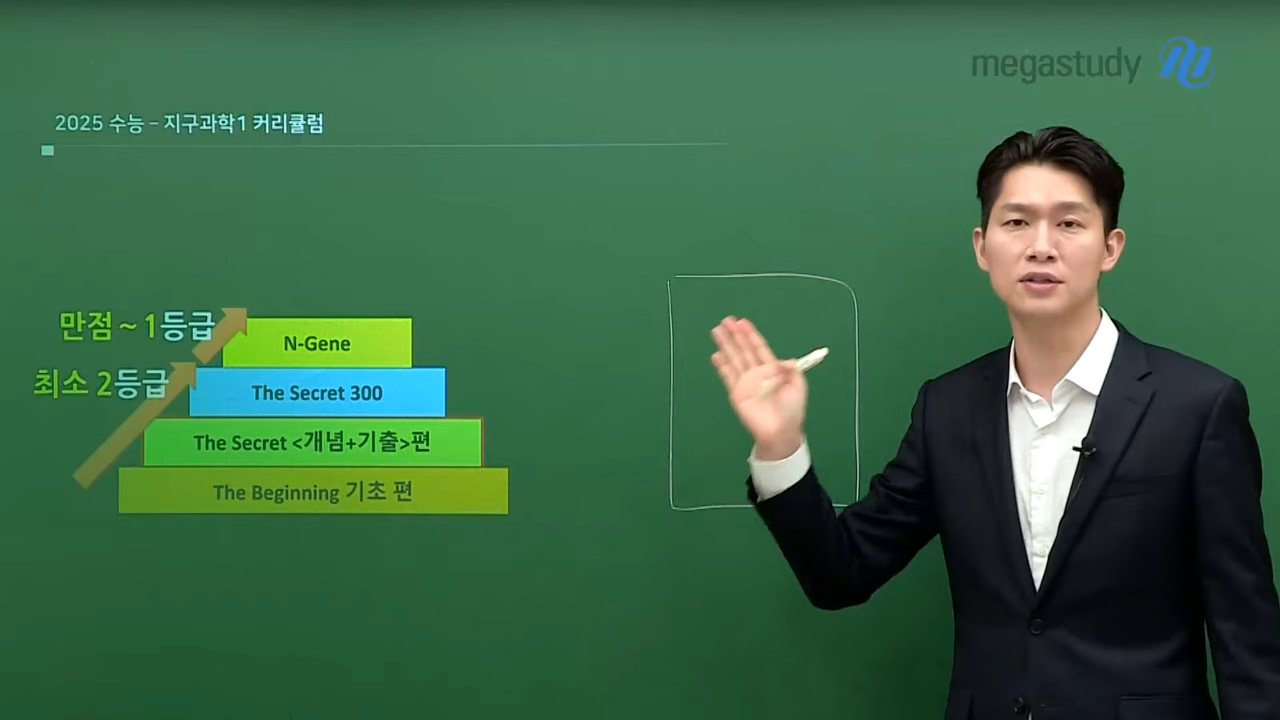 megastudy
2025 수능 - 지구과학1 커리큘럼
만점 ~ 1등급
N-Gene
최소 2등급
The Secret 300
The Secret <개념+기출>편
The Beginning 기초 편